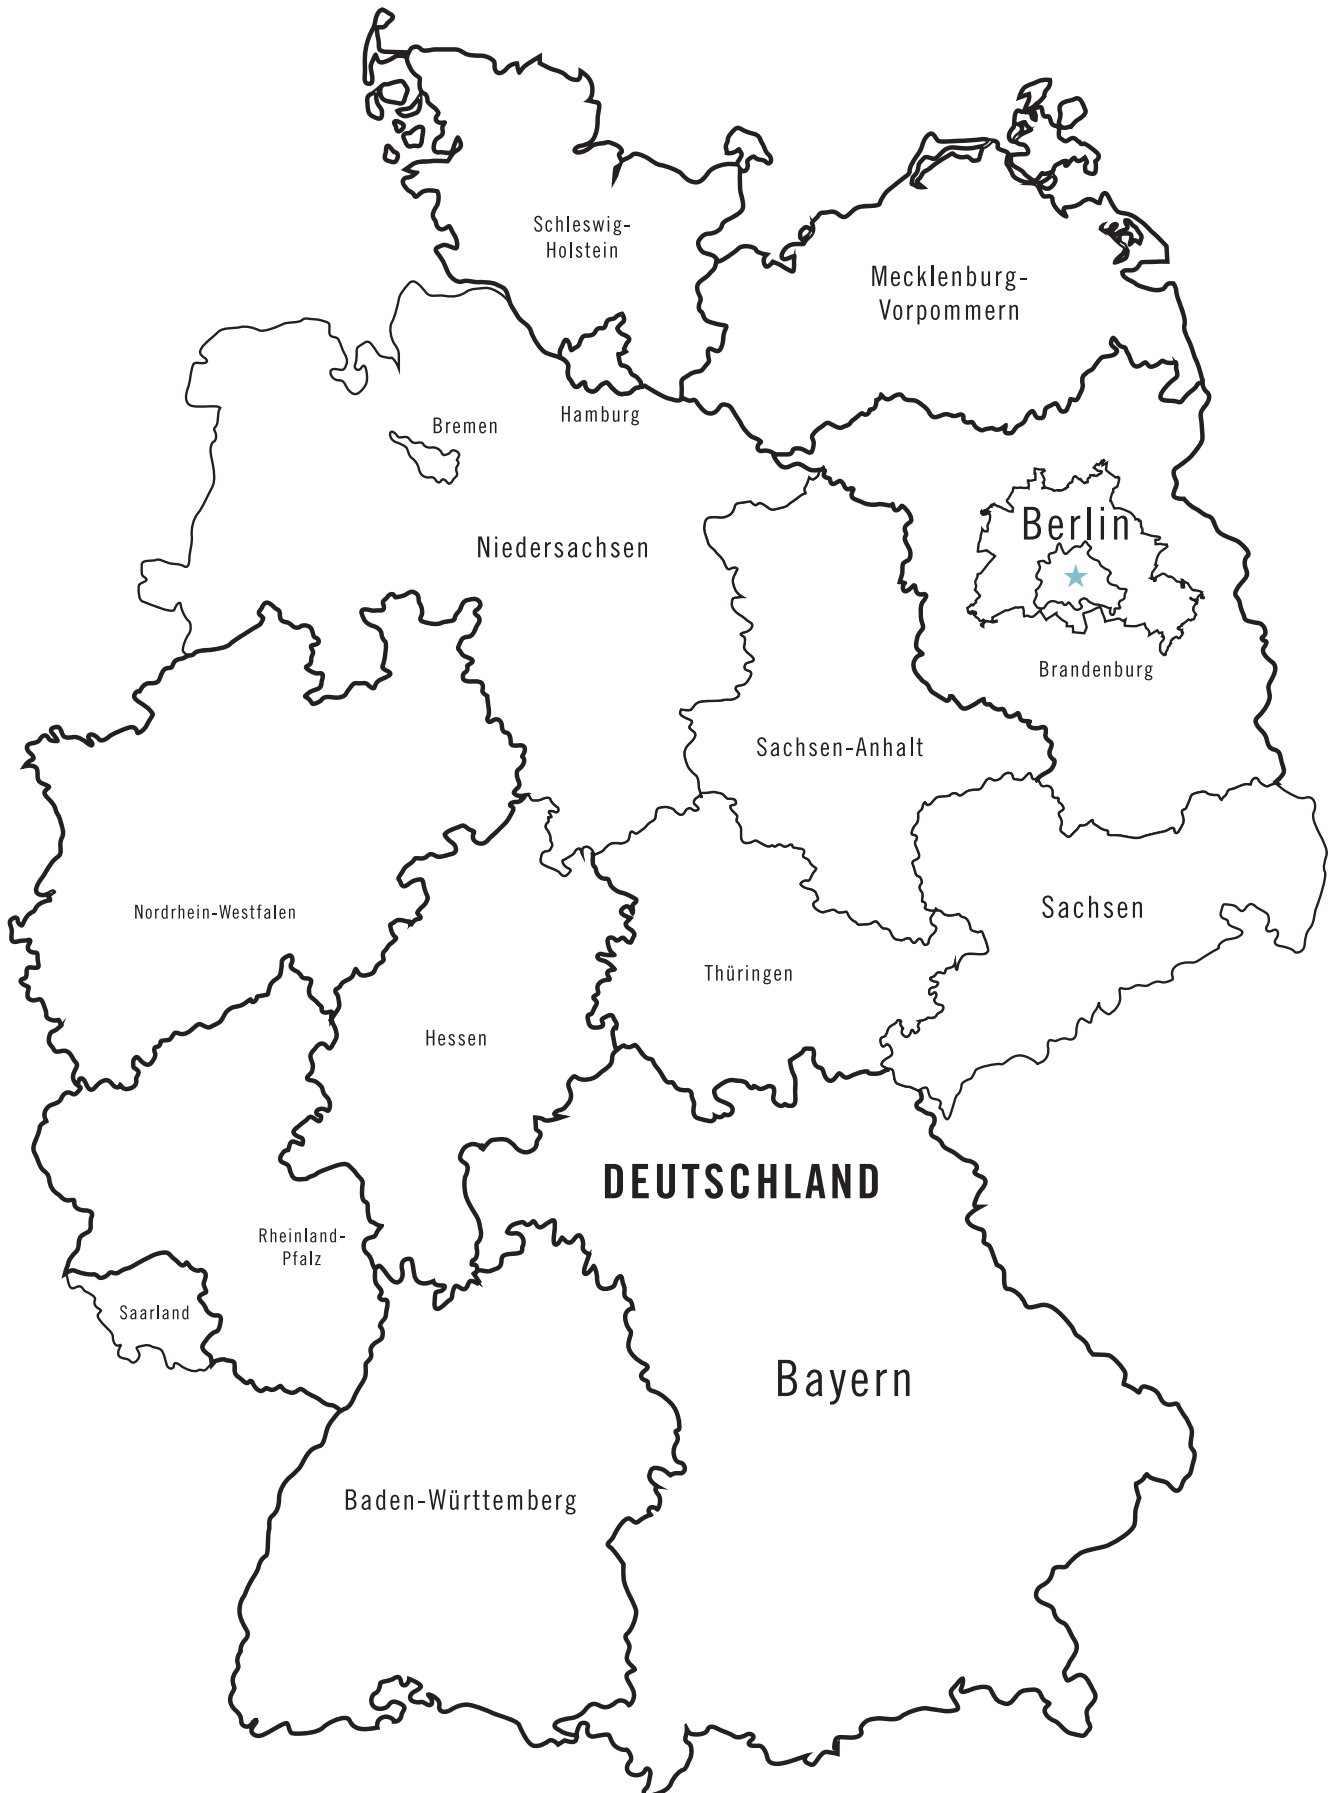 Schleswig-
Holstein
Mecklenburg-
Vorpommern
Hamburg
Bremen
Berlin
Niedersachsen
Brandenburg
Sachsen-Anhalt
Sachsen
Nordrhein-Westfalen
Thüringen
Hessen
DEUTSCHLAND
Rheinland-
Pfalz
Saarland
Bayern
Baden-Württemberg